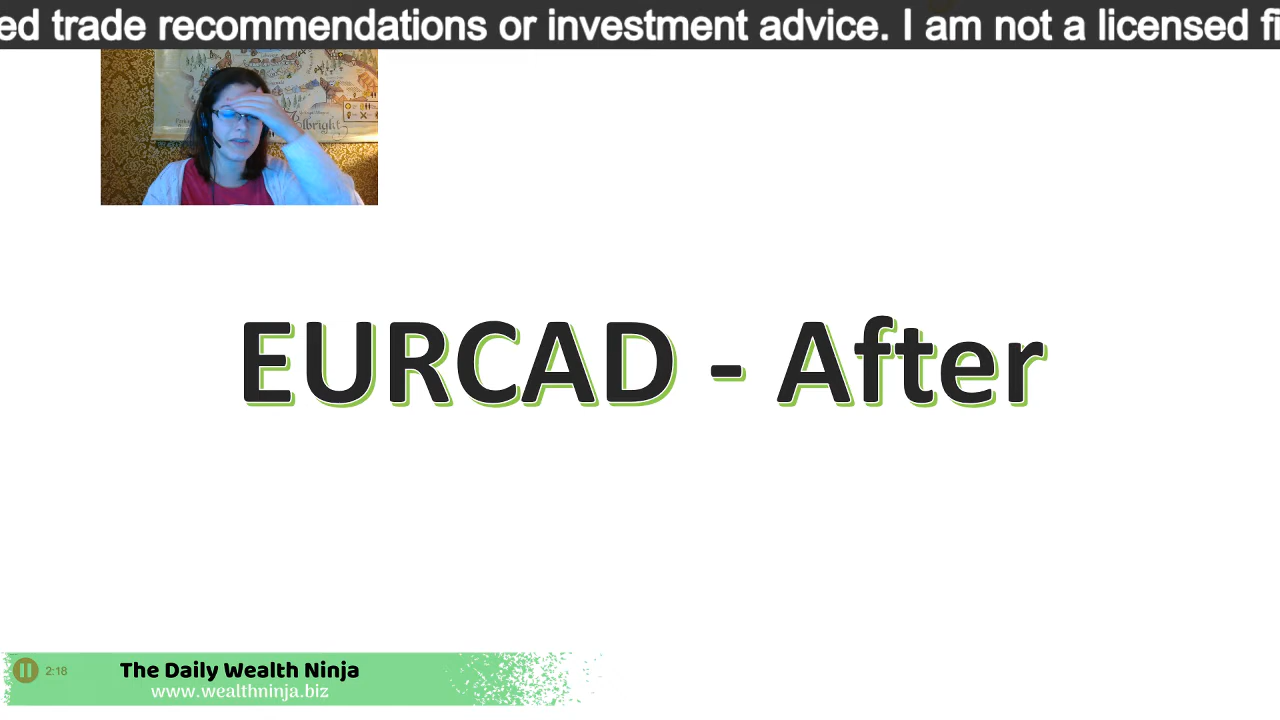 ed trade recommendations or investment advice. I am not a licensed fi
lbright
EURCAD - After
2:18
The Daily Wealth Ninja
www.wealthninja.biz